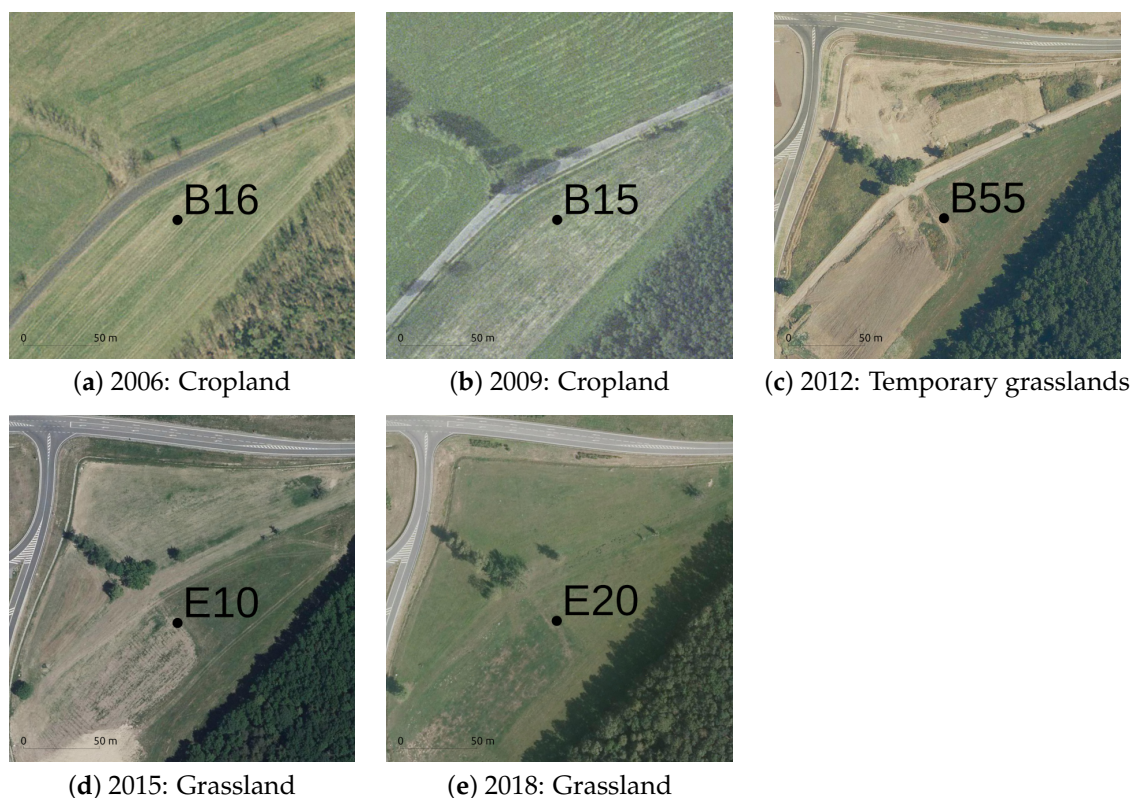 B16
0 50 m
B15
0 50 m
B55
0 50 m
(a) 2006: Cropland
(b) 2009: Cropland
(c) 2012: Temporary grasslands
E10
0 50 m
E20
0 50 m
(d) 2015: Grassland
(e) 2018: Grassland